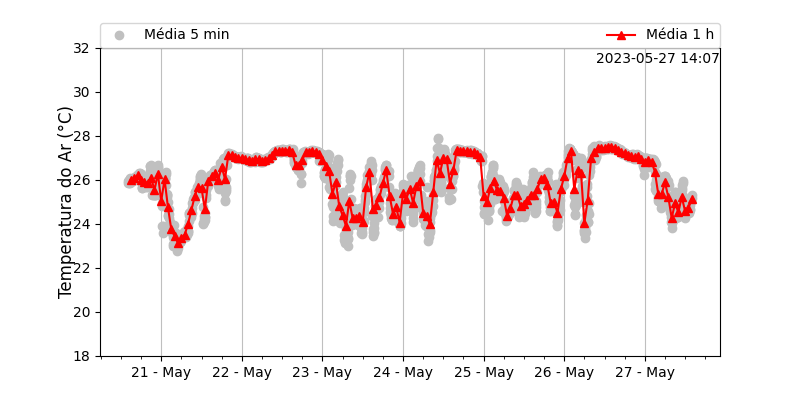 Média 5 min
Média 1 h
2023-05-27 14:07
Temperatura do Ar (°C)
32
30
28
26
24
22
20
18
21 - May
22 - May
23 - May
24 - May
25 - May
26 - May
27 - May